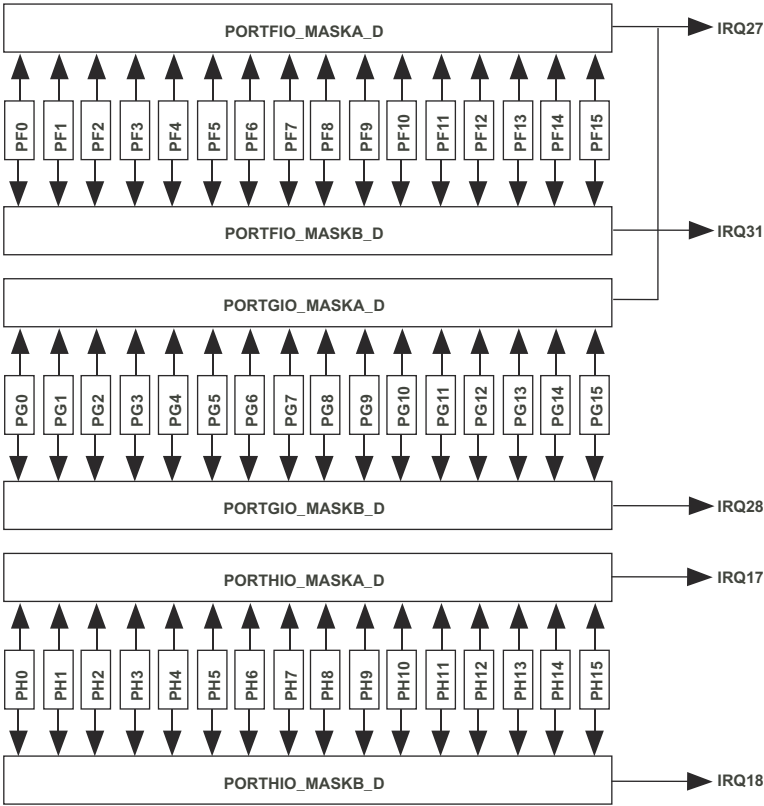 PORTFIO_MASKA_D
IRQ27
PF0
PF1
PF2
PF3
PF4
PF5
PF6
PF7
PF8
PF9
PF10
PF11
PF12
PF13
PF14
PF15
PORTFIO_MASKB_D
IRQ31
PORTGIO_MASKA_D
PG0
PG1
PG2
PG3
PG4
PG5
PG6
PG7
PG8
PG9
PG10
PG11
PG12
PG13
PG14
PG15
PORTGIO_MASKB_D
IRQ28
PORTHIO_MASKA_D
IRQ17
PH0
PH1
PH2
PH3
PH4
PH5
PH6
PH7
PH8
PH9
PH10
PH11
PH12
PH13
PH14
PH15
PORTHIO_MASKB_D
IRQ18